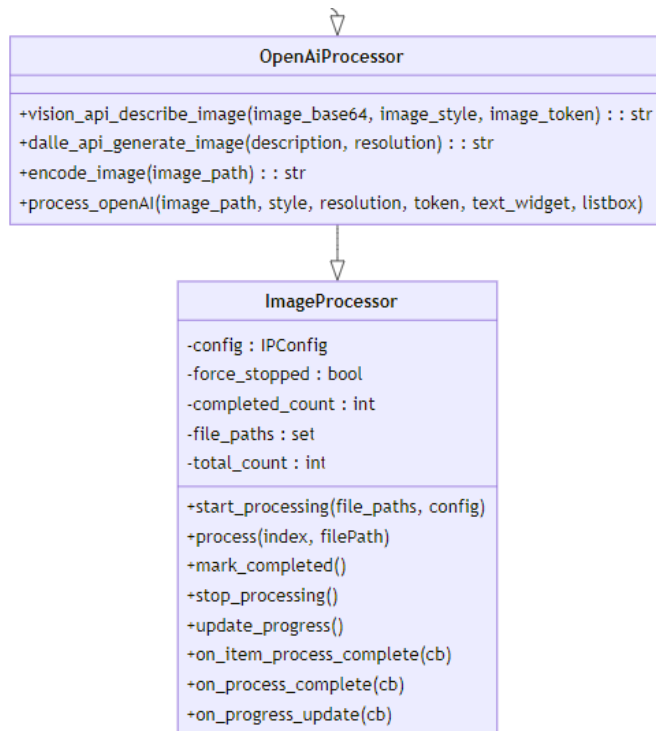 OpenAiProcessor
+vision_api_describe_image(image_base64, image_style, image_token) : : str
+dalle_api_generate_image(description, resolution) : : str
+encode_image(image_path) : : str
+process_openAI(image_path, style, resolution, token, text_widget, listbox)
ImageProcessor
-config : IPConfig
-force_stopped : bool
-completed_count : int
-file_paths : set
-total_count : int
+start_processing(file_paths, config)
+process(index, filePath)
+mark_completed()
+stop_processing()
+update_progress()
+on_item_process_complete(cb)
+on_process_complete(cb)
+on_progress_update(cb)